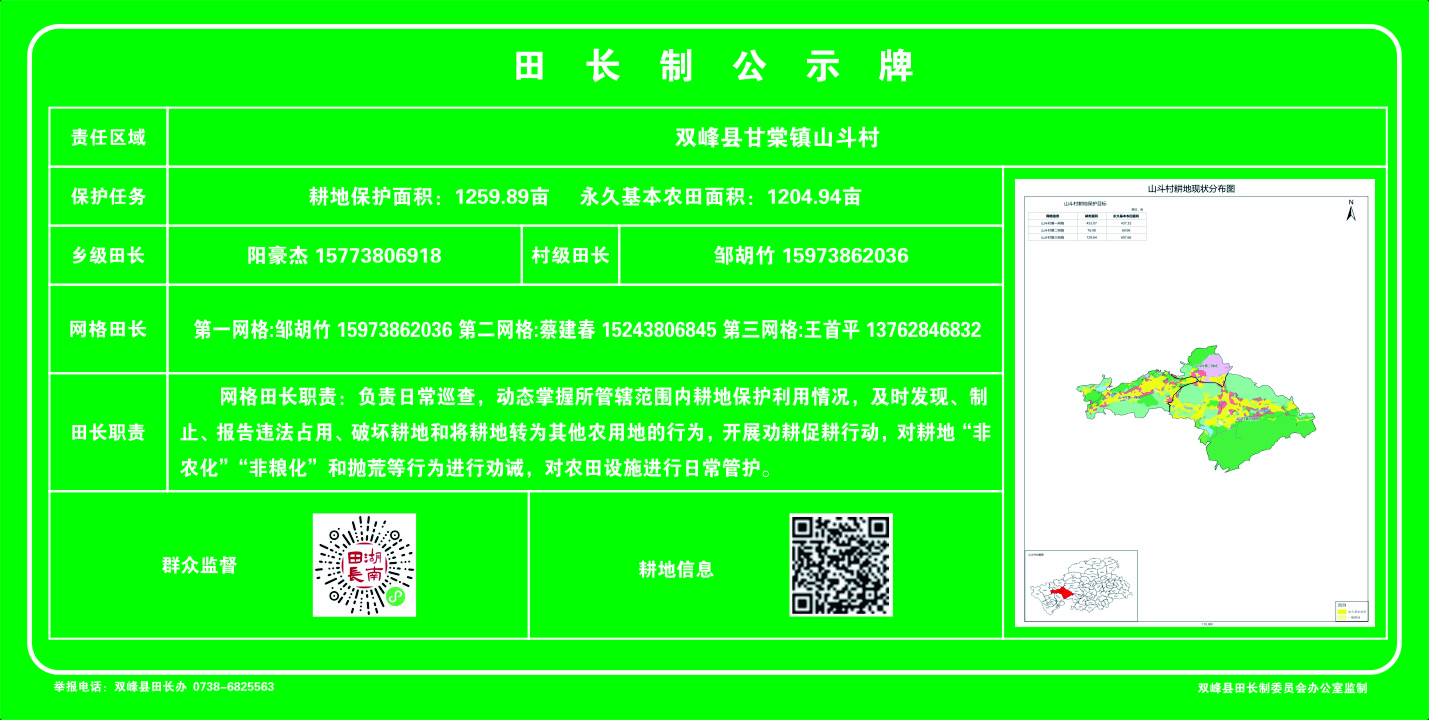 田长制公示牌
责任区域 双峰县甘棠镇山斗村
保护任务 耕地保护面积：1259.89亩 永久基本农田面积：1204.94亩
乡级田长 阳豪杰 15773806918 村级田长 邹胡竹 15973862036
网格田长 第一网格:邹胡竹 15973862036 第二网格:蔡建春 15243806845 第三网格:王首平 13762846832
田长职责
网格田长职责：负责日常巡查，动态掌握所管辖范围内耕地保护利用情况，及时发现、制
止、报告违法占用、破坏耕地和将耕地转为其他农用地的行为，开展劝耕促耕行动，对耕地“非
农化”“非粮化”和抛荒等行为进行劝诫，对农田设施进行日常管护。
群众监督
湖南田長
耕地信息
山斗村耕地现状分布图
山斗村耕地保护目标
N
举报电话：双峰县田长办 0738-6825563
双峰县田长制委员会办公室监制